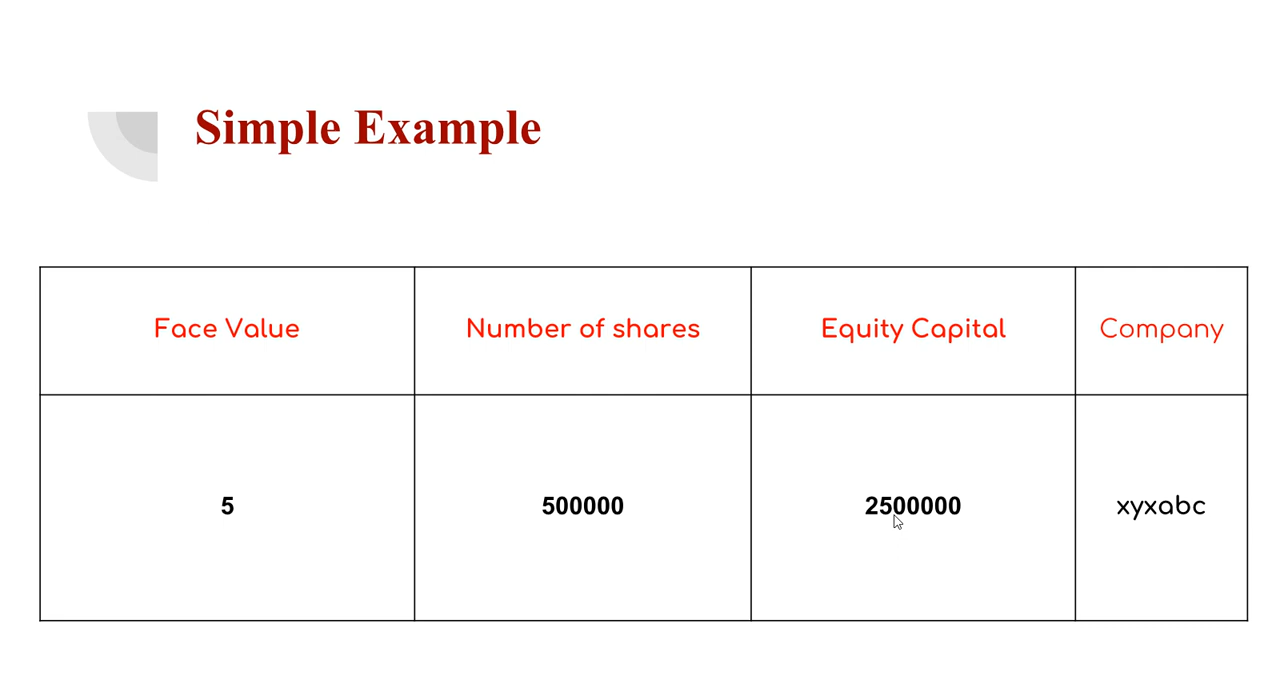 Simple Example
Face Value Number of shares Equity Capital Company
5 500000 2500000 xyxabc